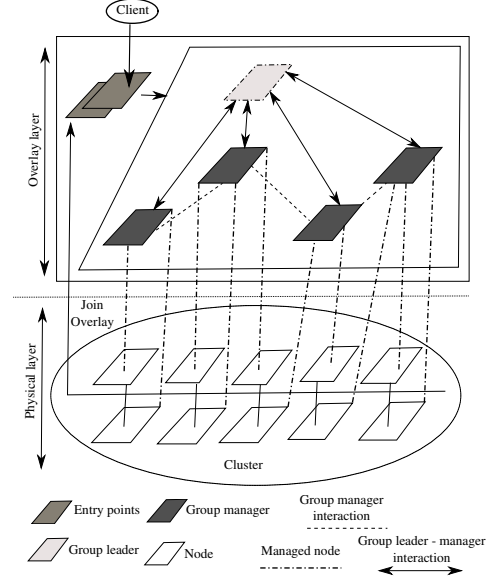 Client
Overlay layer
Join
Overlay
Physical layer
Cluster
Entry points
Group manager
Group manager
interaction
Group leader
Node
Managed node
Group leader - manager
interaction